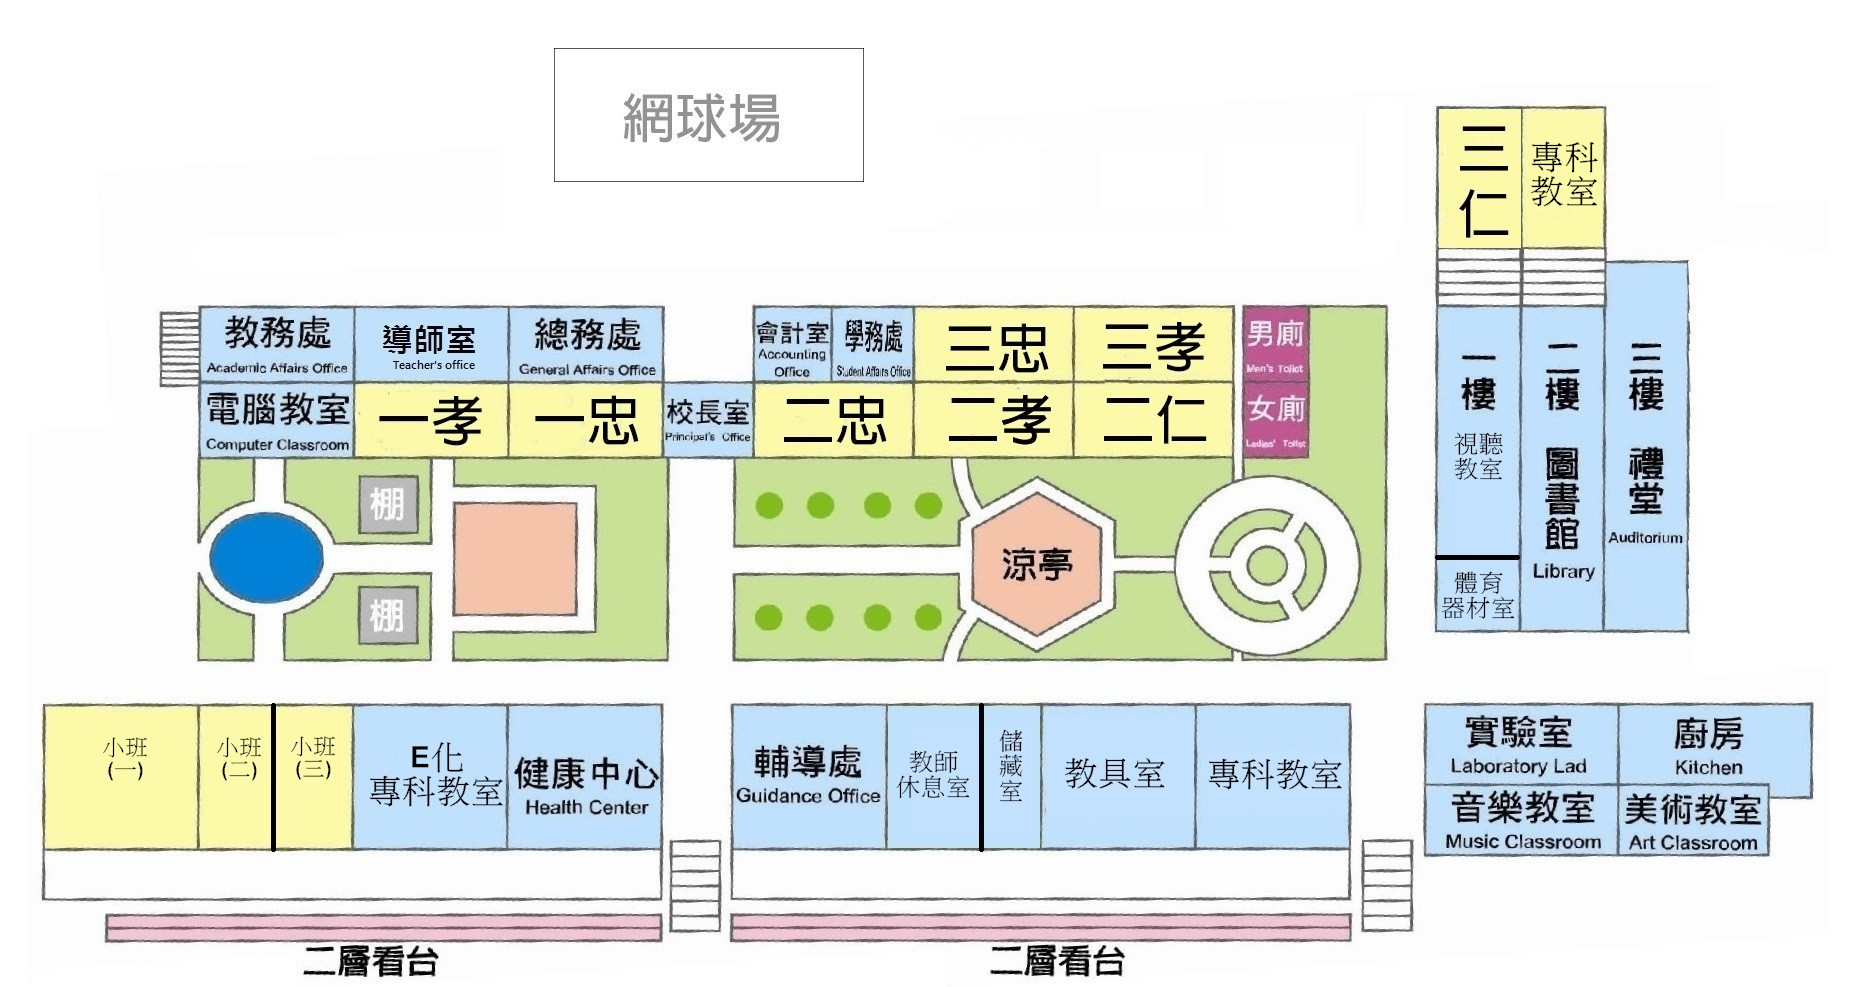 網球場
三仁
專科
教室
教務處
Academic Affairs Office
導師室
Teacher's office
總務處
General Affairs Office
會計室
Accounting
Office
學務處
Student Affairs Office
三忠
三孝
男廁
Men's Toilet
電腦教室
Computer Classroom
一孝
一忠
校長室
Principal's Office
二忠
二孝
二仁
女廁
Ladies' Toilet
一樓
視聽
教室
體育
器材室
二樓 圖書館
Library
三樓 禮堂
Auditorium
棚
棚
涼亭
小班
(一)
小班
(二)
小班
(三)
E化
專科教室
健康中心
Health Center
輔導處
Guidance Office
教師
休息室
儲藏室
教具室
專科教室
實驗室
Laboratory Lad
廚房
Kitchen
音樂教室
Music Classroom
美術教室
Art Classroom
二層看台
二層看台